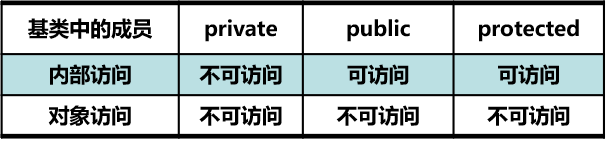 基类中的成员 private public protected
内部访问 不可访问 可访问 可访问
对象访问 不可访问 不可访问 不可访问